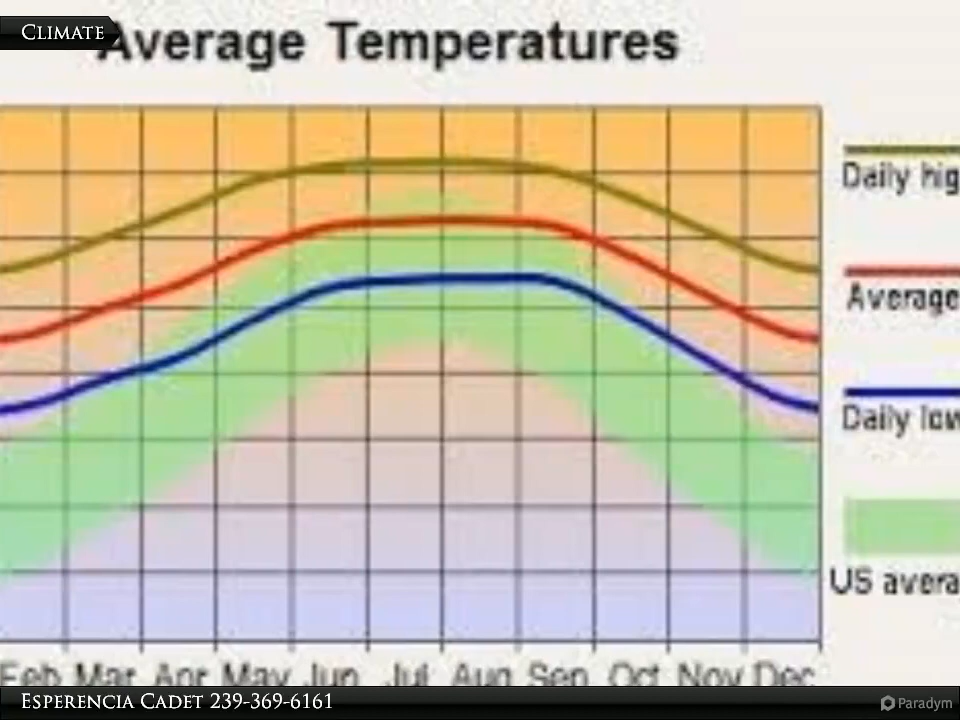 CLIMATE
Average Temperatures
Daily hig
Average
Daily low
US avera
Feb Mar Apr May Jun Jul Aug Sep Oct Nov Dec
ESPERENCIA CADET 239-369-6161
Paradym